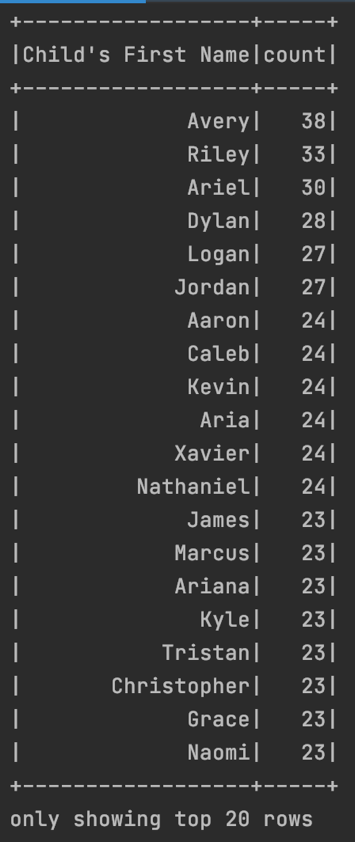 +------------------+-----+
|Child's First Name|count|
+------------------+-----+
|             Avery|   38|
|             Riley|   33|
|             Ariel|   30|
|             Dylan|   28|
|             Logan|   27|
|            Jordan|   27|
|             Aaron|   24|
|             Caleb|   24|
|             Kevin|   24|
|              Aria|   24|
|            Xavier|   24|
|         Nathaniel|   24|
|             James|   23|
|            Marcus|   23|
|            Ariana|   23|
|              Kyle|   23|
|           Tristan|   23|
|       Christopher|   23|
|             Grace|   23|
|             Naomi|   23|
+------------------+-----+
only showing top 20 rows